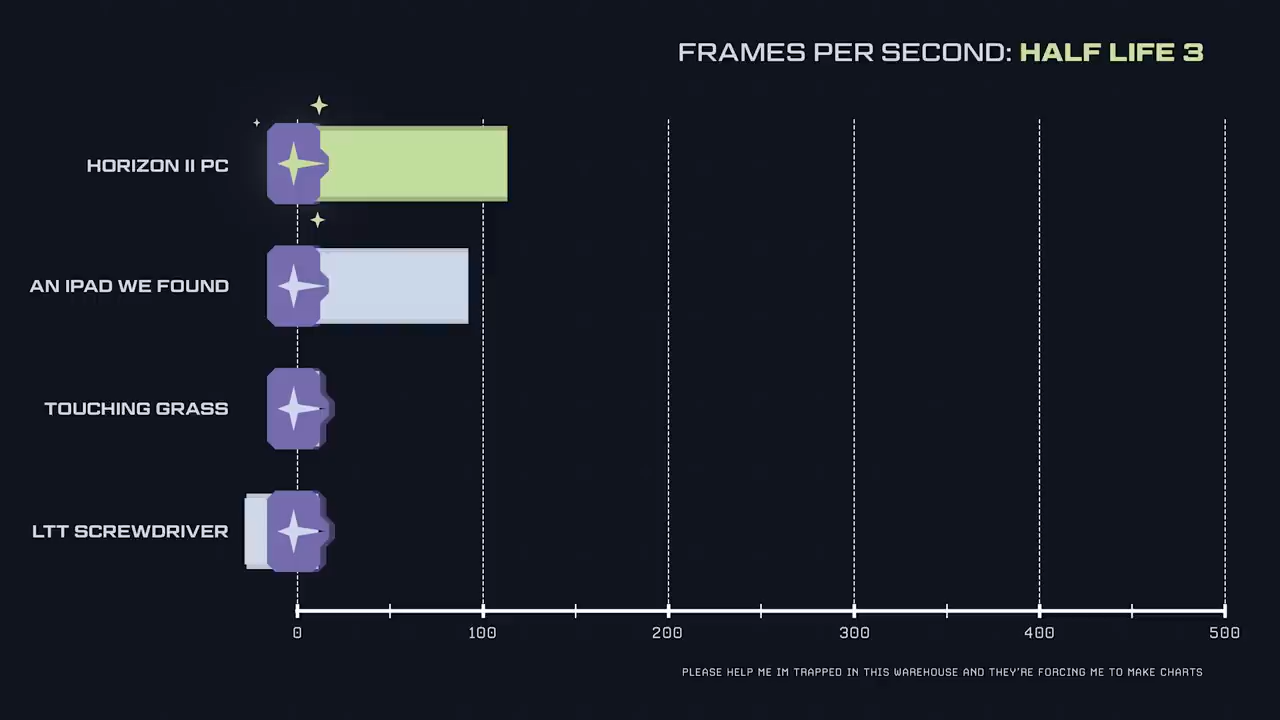 FRAMES PER SECOND: HALF LIFE 3
HORIZON II PC
AN IPAD WE FOUND
TOUCHING GRASS
LTT SCREWDRIVER
0 100 200 300 400 500
PLEASE HELP ME IM TRAPPED IN THIS WAREHOUSE AND THEY'RE FORCING ME TO MAKE CHARTS